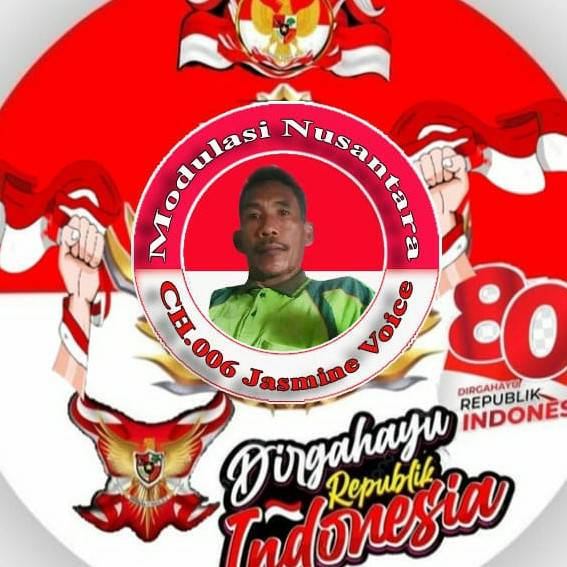 Modulasi Nusantara
CH.006 Jasmine Voice
80
DIRGAHAYU
REPUBLIK
INDONES
Dirgahayu
Republik
Indonesia